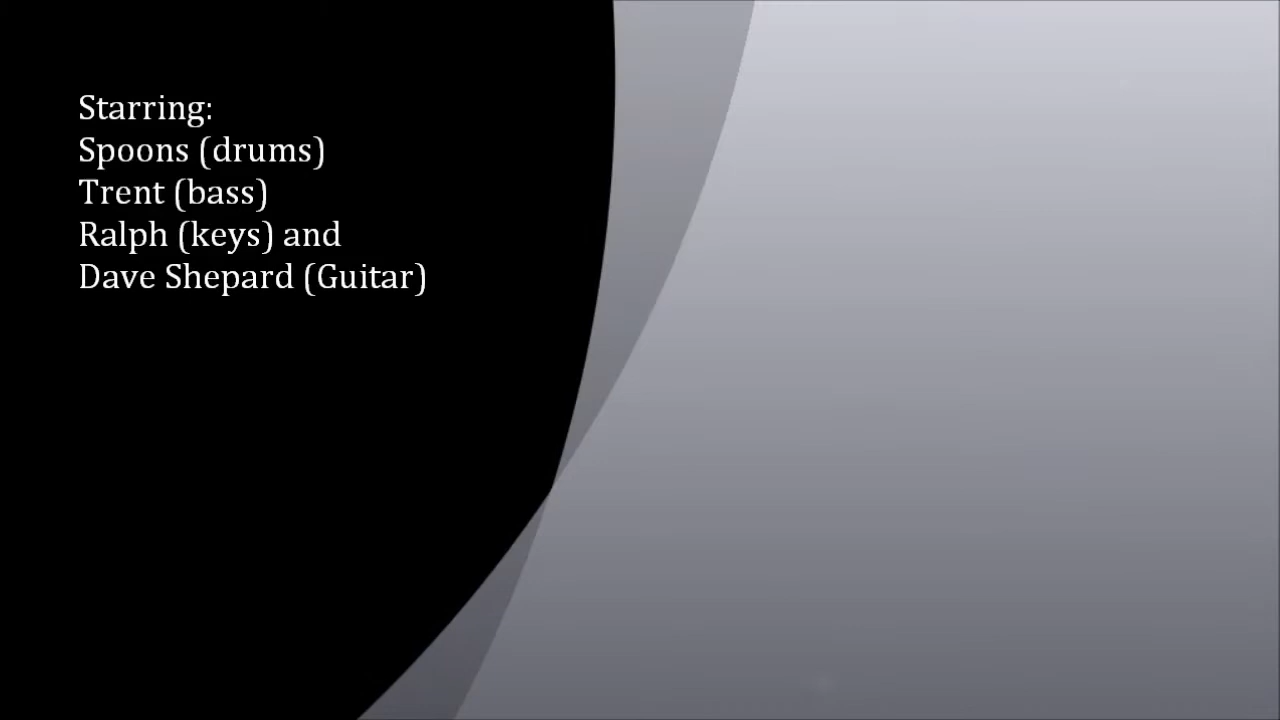 Starring:
Spoons (drums)
Trent (bass)
Ralph (keys) and
Dave Shepard (Guitar)